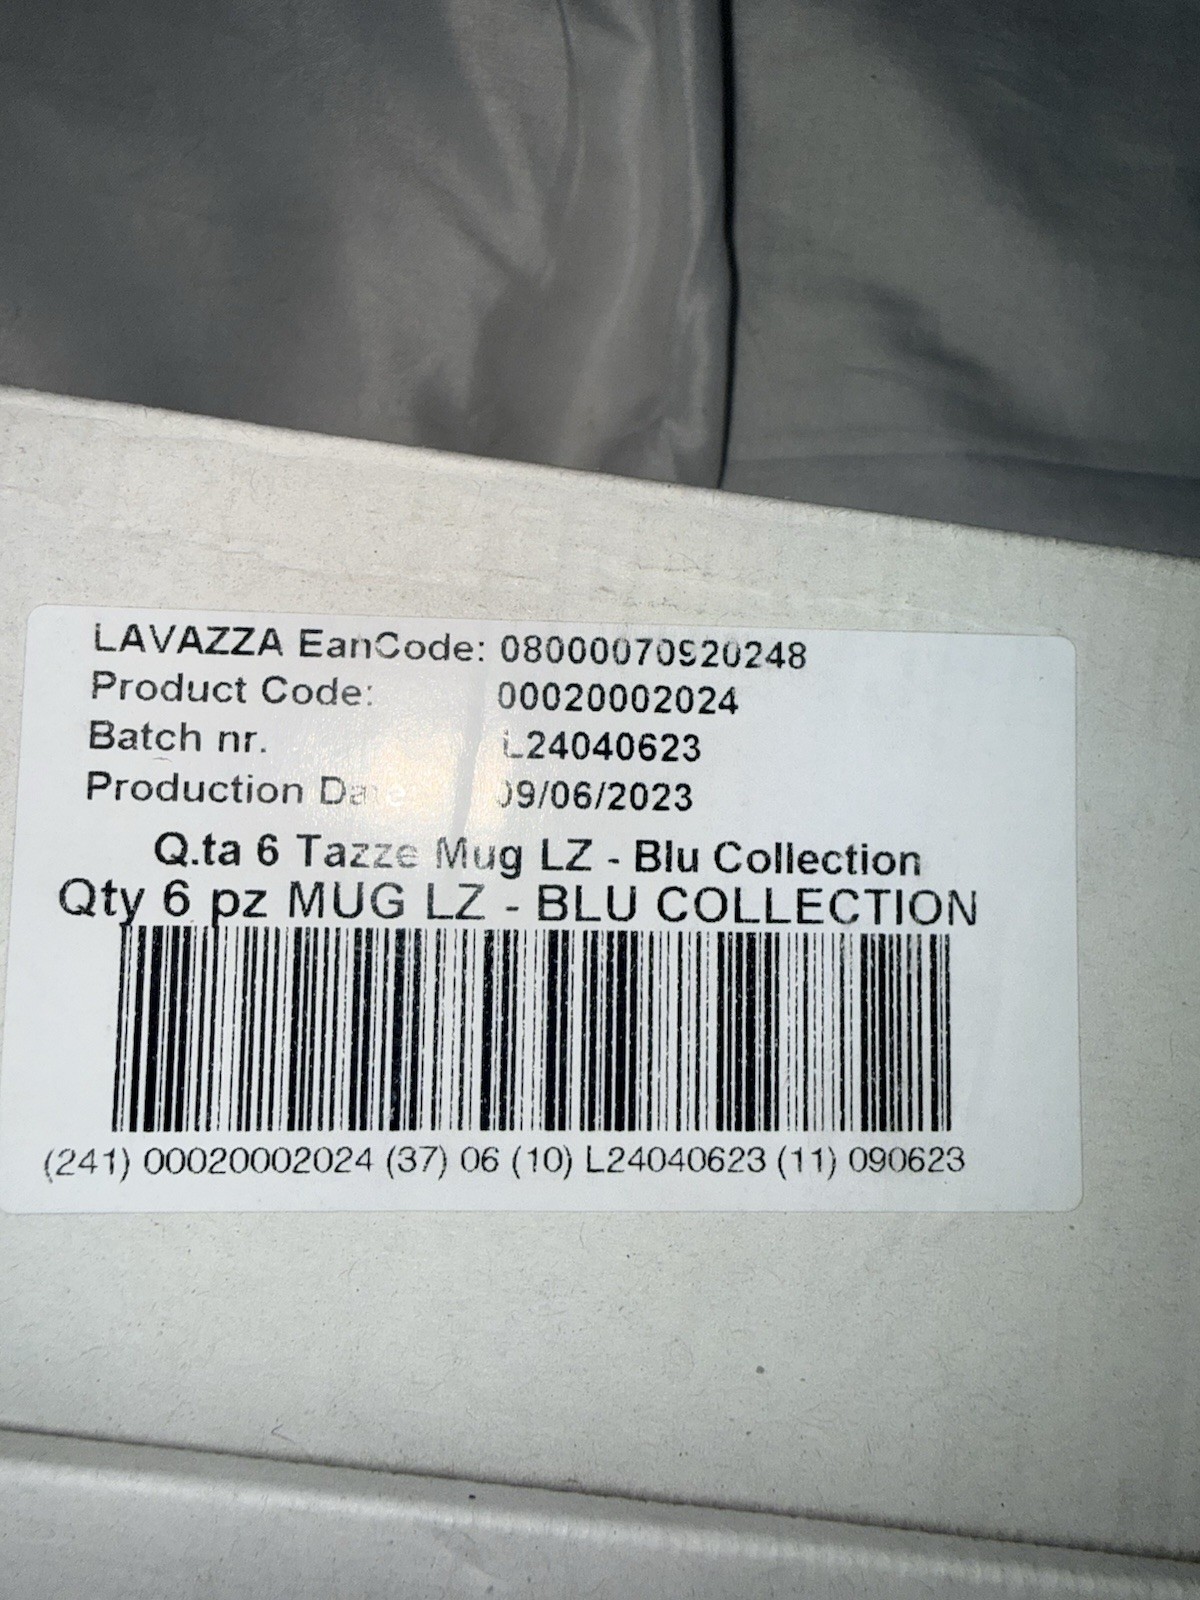 LAVAZZA EanCode: 08000070920248
Product Code: 00020002024
Batch nr. L24040623
Production Date 09/06/2023
Q.ta 6 Tazze Mug LZ - Blu Collection
Qty 6 pz MUG LZ - BLU COLLECTION
(241) 00020002024 (37) 06 (10) L24040623 (11) 090623